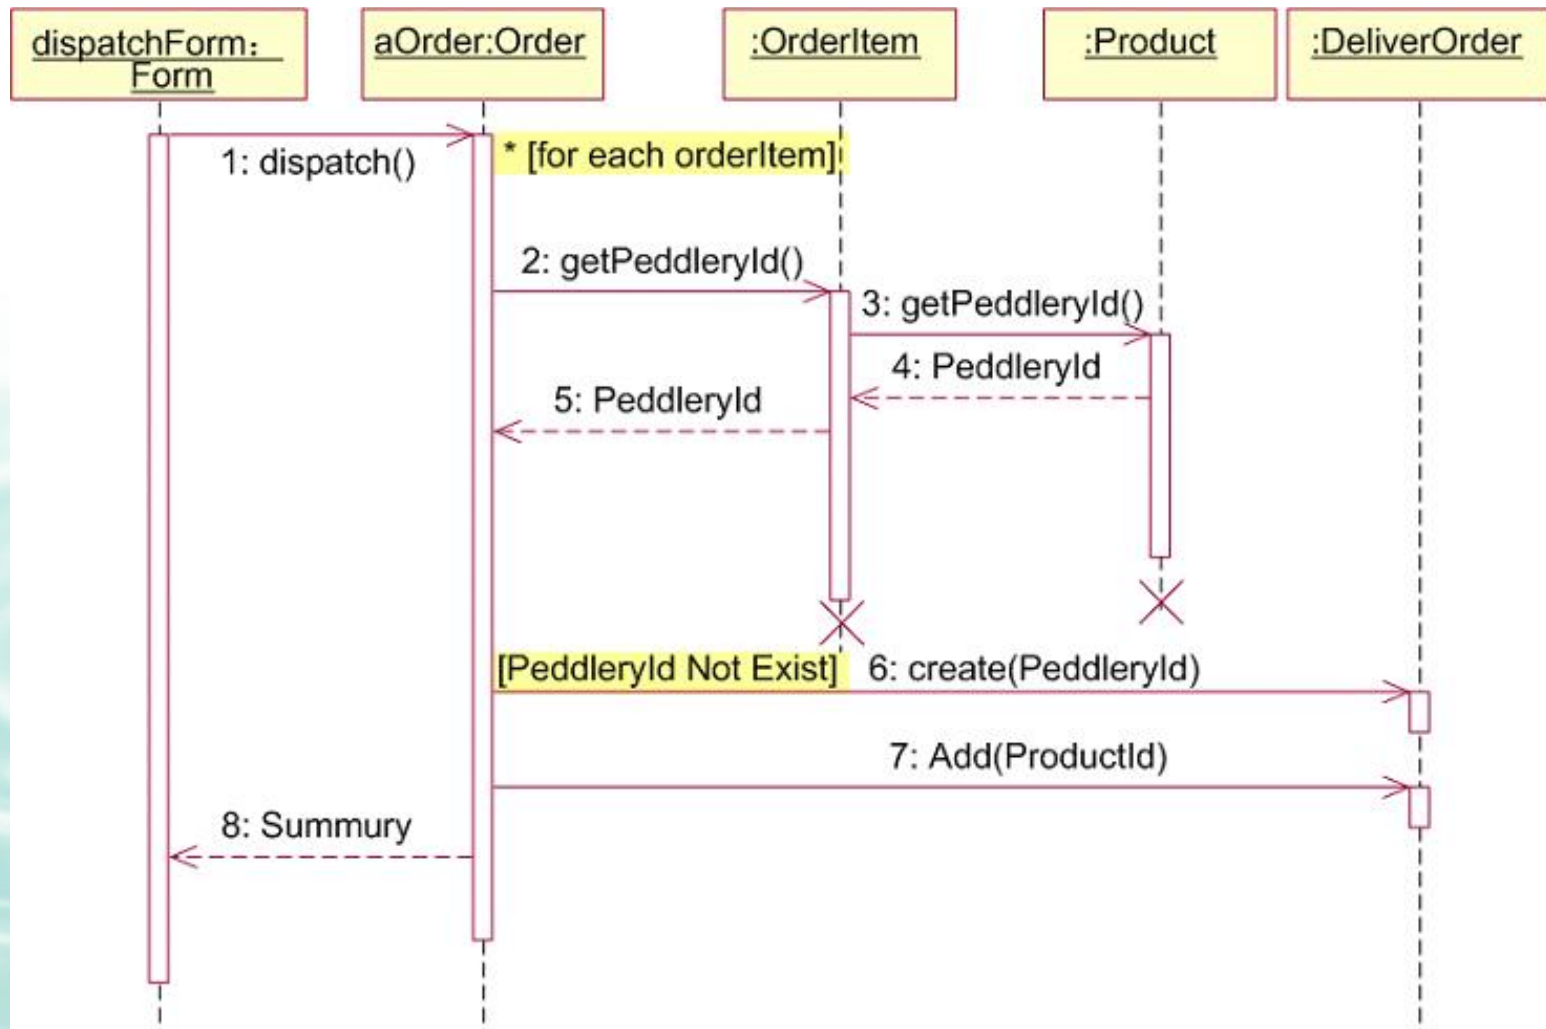 dispatchForm：
Form
aOrder:Order
:OrderItem
:Product
:DeliverOrder
1: dispatch()
* [for each orderItem]
2: getPeddleryId()
3: getPeddleryId()
4: PeddleryId
5: PeddleryId
[PeddleryId Not Exist]
6: create(PeddleryId)
7: Add(ProductId)
8: Summury